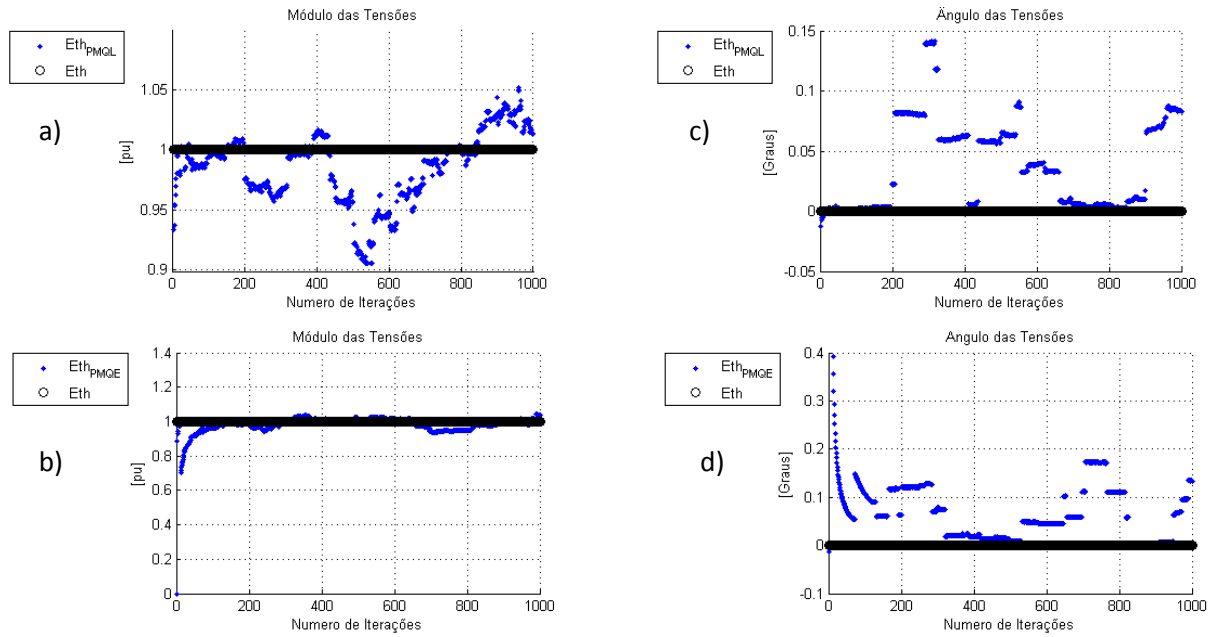 Módulo das Tensões
Eth_PMQL
Eth
a)
[pu]
1.05
1
0.95
0.9
0 200 400 600 800 1000
Numero de Iterações
Ângulo das Tensões
Eth_PMQL
Eth
c)
[Graus]
0.15
0.1
0.05
0
-0.05
0 200 400 600 800 1000
Numero de Iterações
Módulo das Tensões
Eth_PMQE
Eth
b)
[pu]
1.4
1.2
1
0.8
0.6
0.4
0.2
0
0 200 400 600 800 1000
Numero de Iterações
Angulo das Tensões
Eth_PMQE
Eth
d)
[Graus]
0.4
0.3
0.2
0.1
0
-0.1
0 200 400 600 800 1000
Numero de Iterações